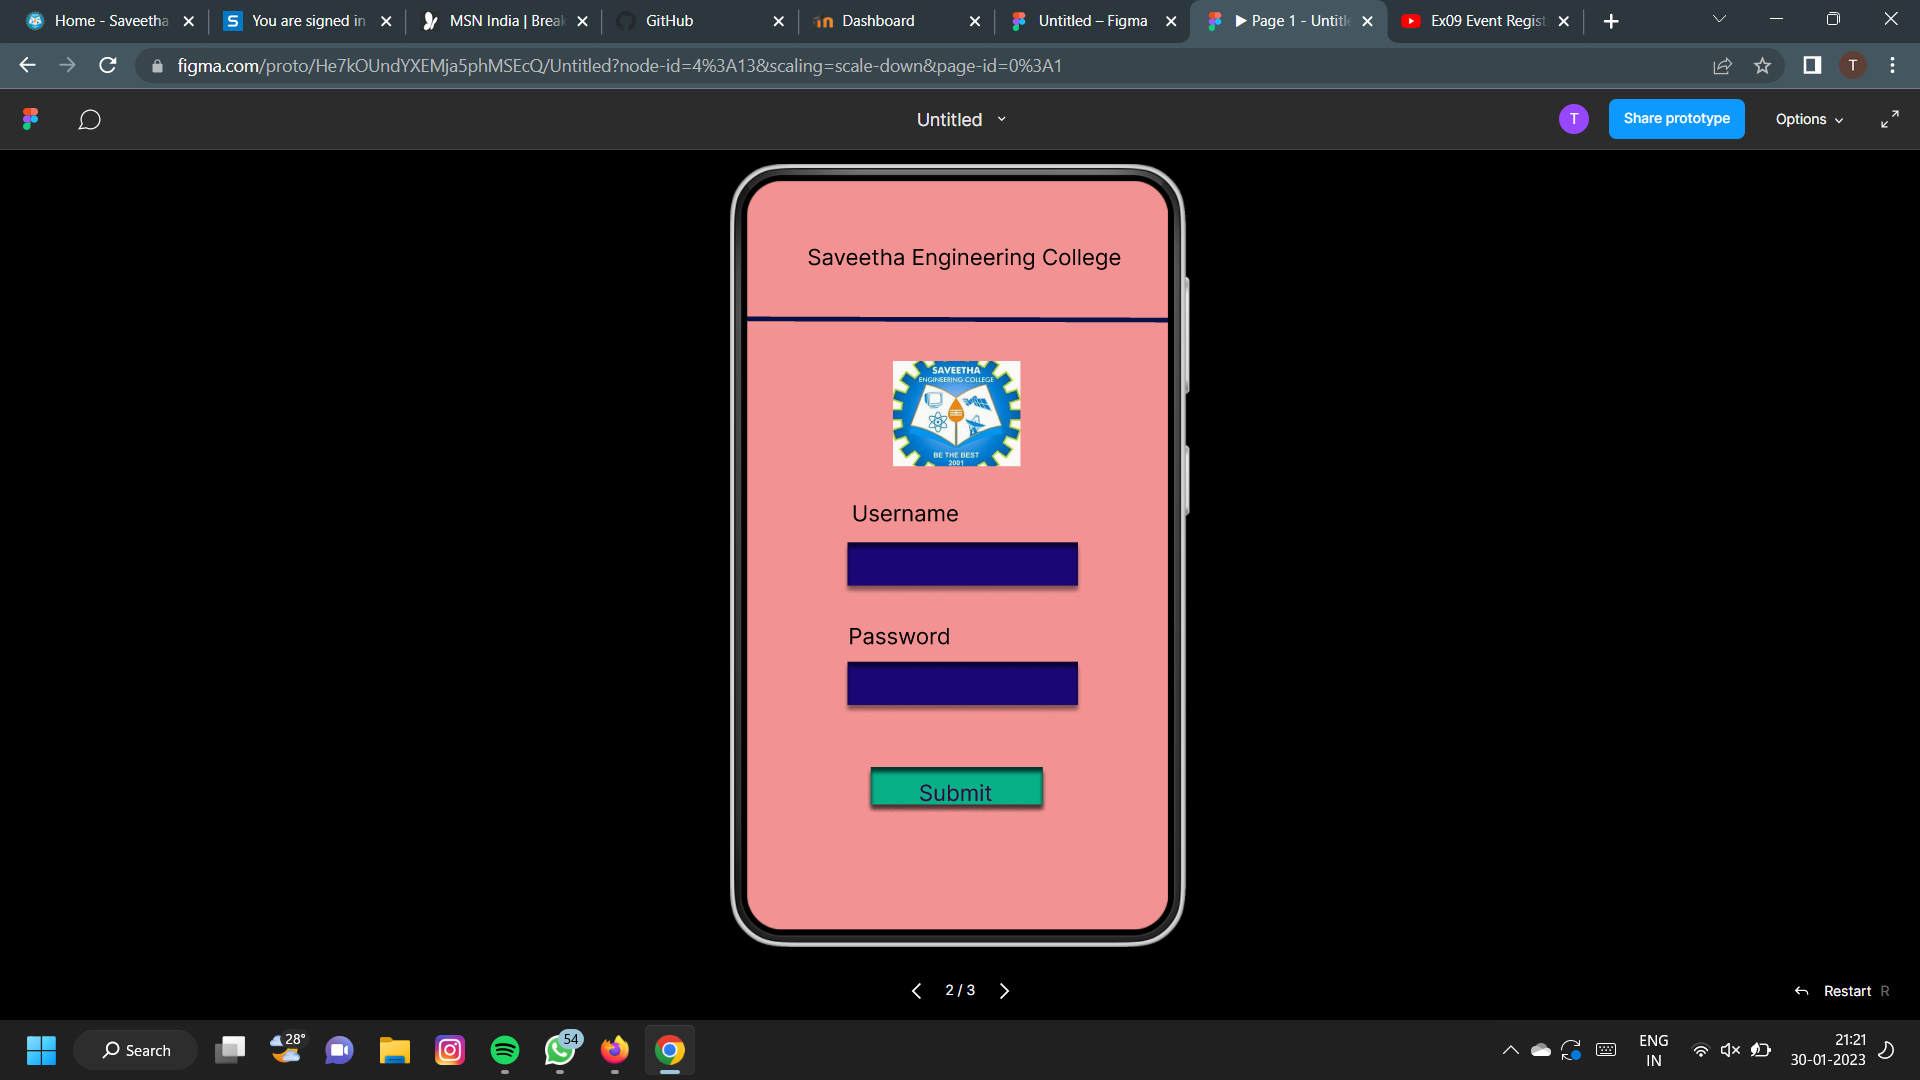 Home - Saveetha
You are signed in
MSN India | Break
GitHub
Dashboard
Untitled – Figma
Page 1 - Untitle
Ex09 Event Regist
figma.com/proto/He7kOUndYXEMja5phMSEcQ/Untitled?node-id=4%3A13&scaling=scale-down&page-id=0%3A1
T
Untitled
T
Share prototype
Options
Saveetha Engineering College
SAVEETHA
ENGINEERING COLLEGE
BE THE BEST
2001
Username
Password
Submit
2 / 3
Restart R
Search
28°
54
ENG
IN
21:21
30-01-2023